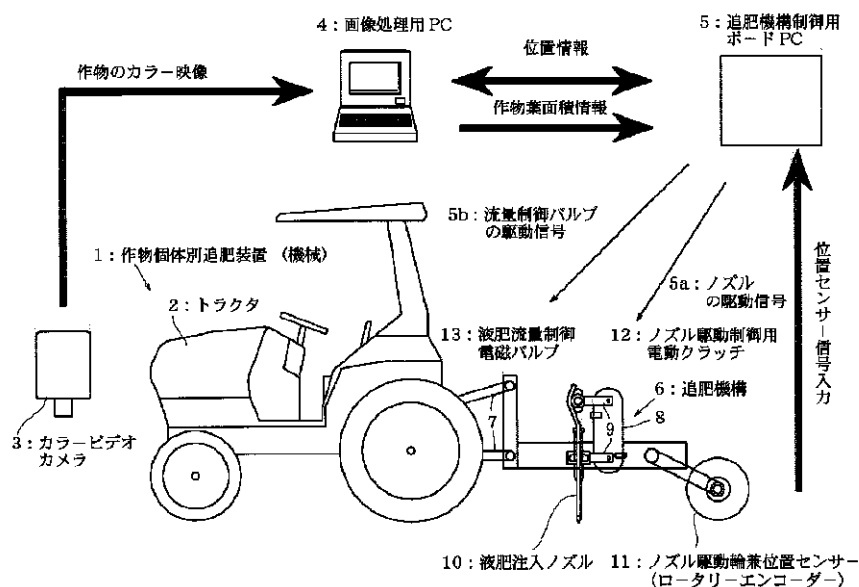 4：画像処理用PC
5：追肥機構制御用
ボードPC
作物のカラー映像
位置情報
作物葉面積情報
5b：流量制御バルブ
の駆動信号
1：作物個体別追肥装置（機械）
2：トラクタ
5a：ノズル
の駆動信号
位置センサー信号入力
13：液肥流量制御
電磁バルブ
12：ノズル駆動制御用
電動クラッチ
6：追肥機構
7
8
9
9
3：カラービデオ
カメラ
10：液肥注入ノズル
11：ノズル駆動輪兼位置センサー
（ロータリーエンコーダー）